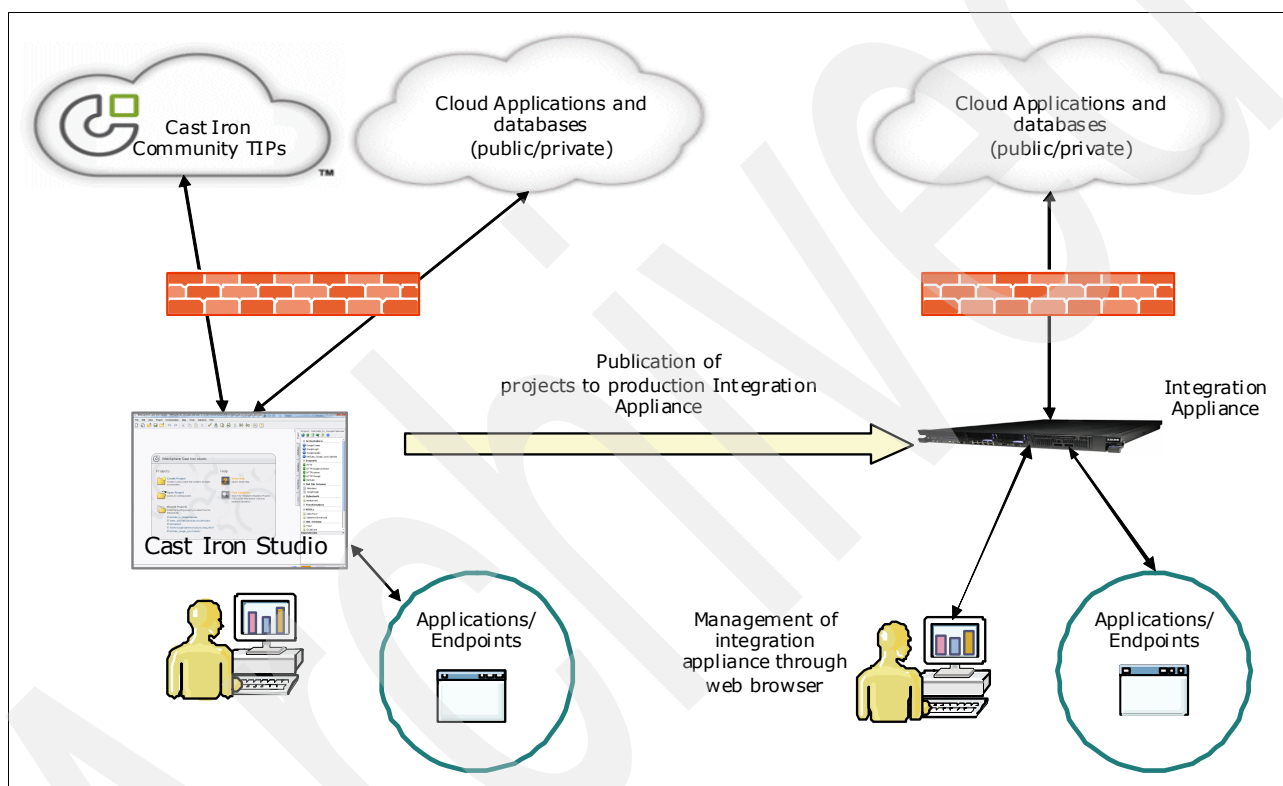 Cast Iron
Community TIPs
TM
Cloud Applications and
databases
(public/private)
Cloud Applications and
databases
(public/private)
Publication of
projects to production Integration
Appliance
Integration
Appliance
Cast Iron Studio
Applications/
Endpoints
Management of
integration
appliance through
web browser
Applications/
Endpoints
Archived